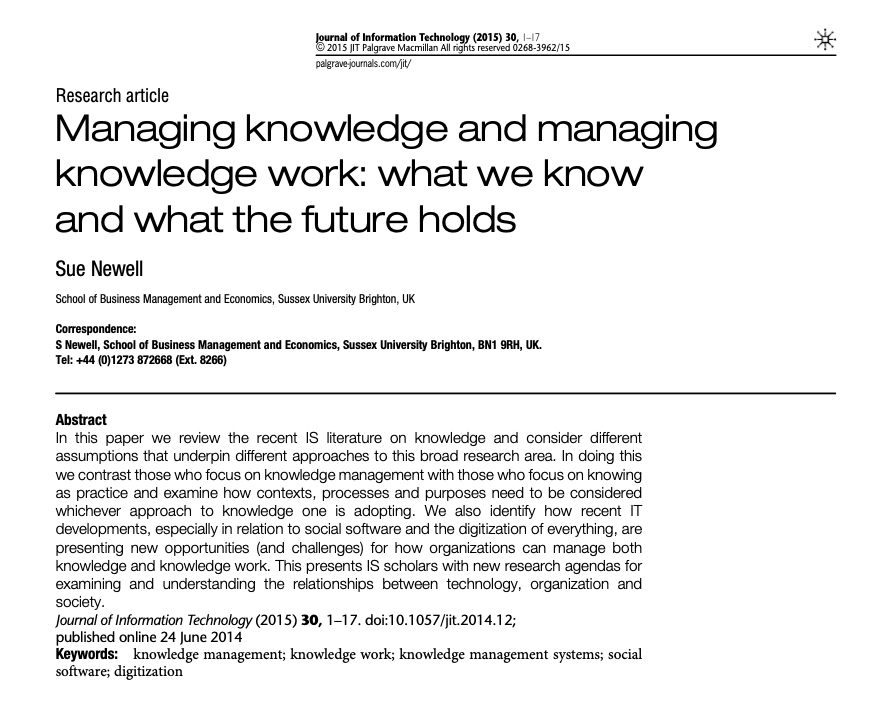 Journal of Information Technology (2015) 30, 1–17
© 2015 JIT Palgrave Macmillan All rights reserved 0268-3962/15
palgrave-journals.com/jit/
Research article
Managing knowledge and managing
knowledge work: what we know
and what the future holds
Sue Newell
School of Business Management and Economics, Sussex University Brighton, UK
Correspondence:
S Newell, School of Business Management and Economics, Sussex University Brighton, BN1 9RH, UK.
Tel: +44 (0)1273 872668 (Ext. 8266)
Abstract
In this paper we review the recent IS literature on knowledge and consider different
assumptions that underpin different approaches to this broad research area. In doing this
we contrast those who focus on knowledge management with those who focus on knowing
as practice and examine how contexts, processes and purposes need to be considered
whichever approach to knowledge one is adopting. We also identify how recent IT
developments, especially in relation to social software and the digitization of everything, are
presenting new opportunities (and challenges) for how organizations can manage both
knowledge and knowledge work. This presents IS scholars with new research agendas for
examining and understanding the relationships between technology, organization and
society.
Journal of Information Technology (2015) 30, 1–17. doi:10.1057/jit.2014.12;
published online 24 June 2014
Keywords: knowledge management; knowledge work; knowledge management systems; social
software; digitization